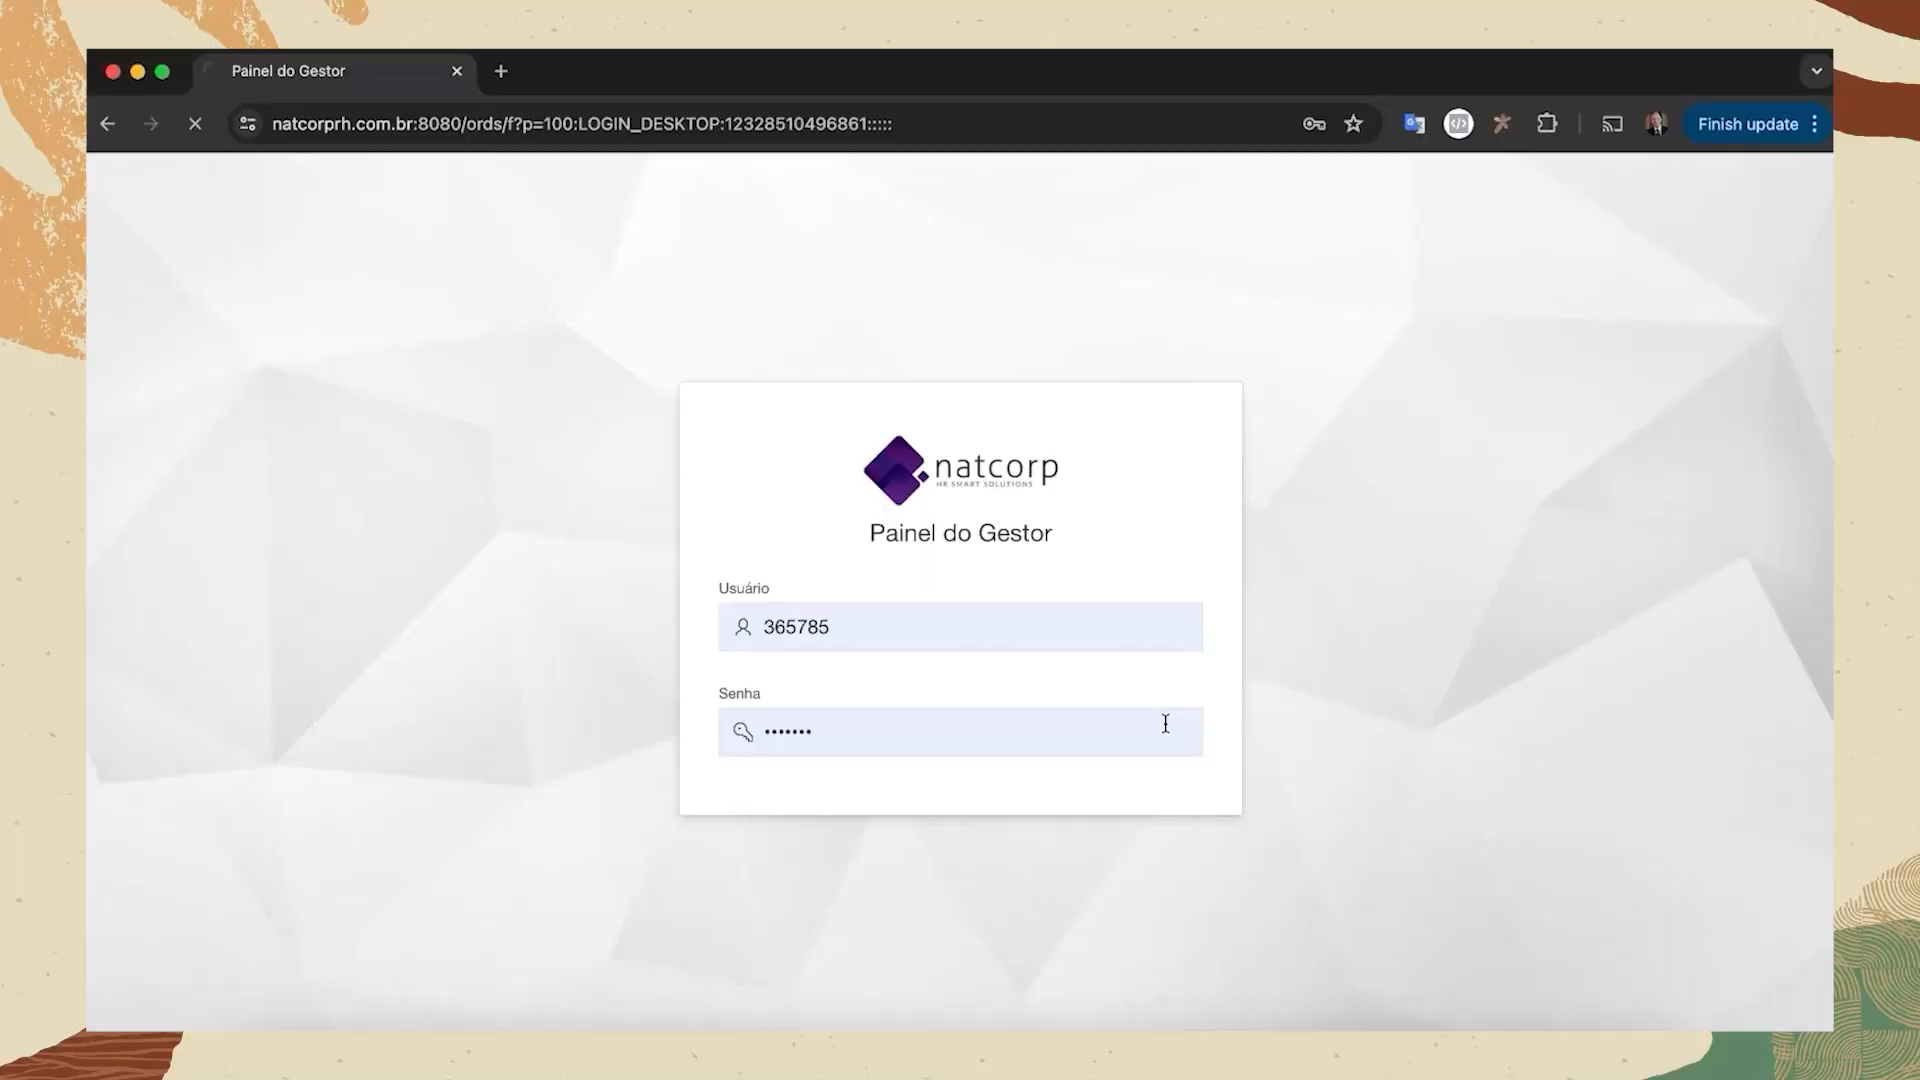 Painel do Gestor
natcorprh.com.br:8080/ords/f?p=100:LOGIN_DESKTOP:12328510496861:::::
Finish update
natcorp
HR SMART SOLUTIONS
Painel do Gestor
Usuário
365785
Senha
•••••••